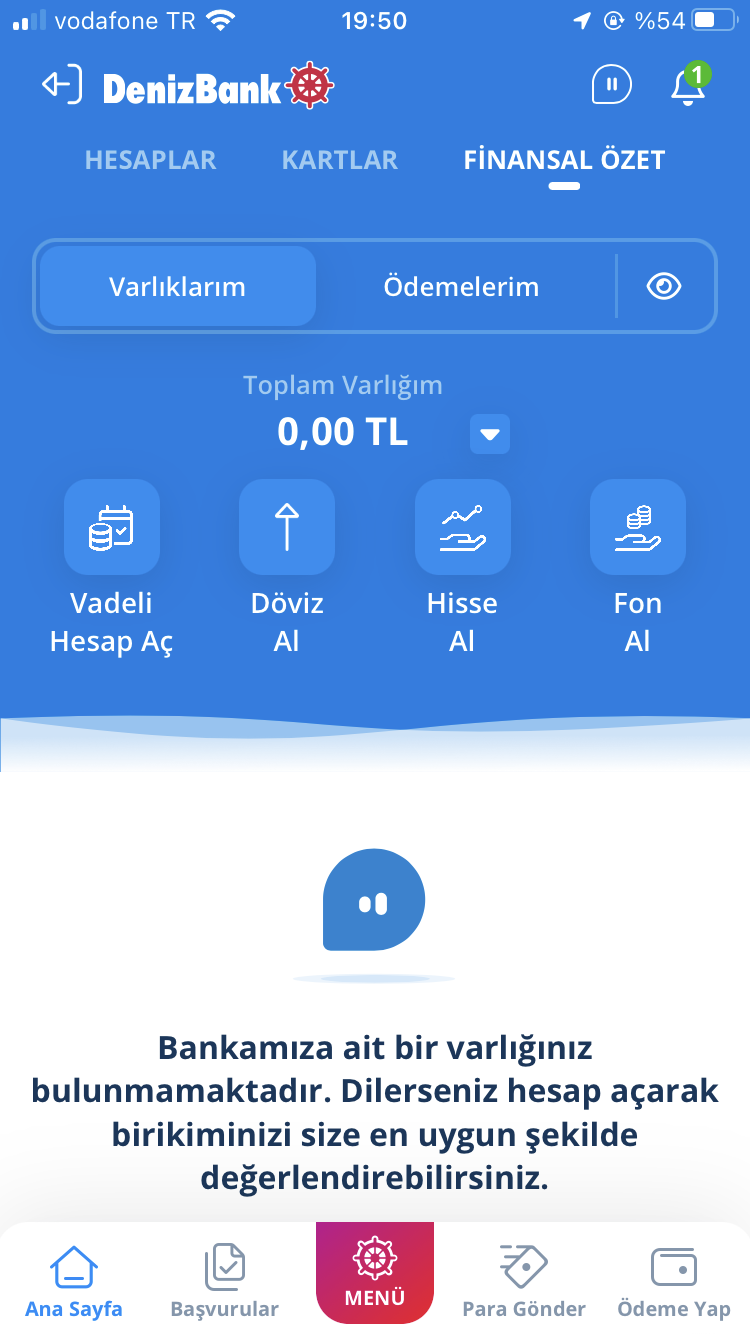 vodafone TR 19:50 %54
DenizBank 1
HESAPLAR KARTLAR FİNANSAL ÖZET
Varlıklarım Ödemelerim
Toplam Varlığım
0,00 TL
Vadeli Döviz Hisse Fon
Hesap Aç Al Al Al
Bankamıza ait bir varlığınız
bulunmamaktadır. Dilerseniz hesap açarak
birikiminizi size en uygun şekilde
değerlendirebilirsiniz.
Ana Sayfa Başvurular MENÜ Para Gönder Ödeme Yap